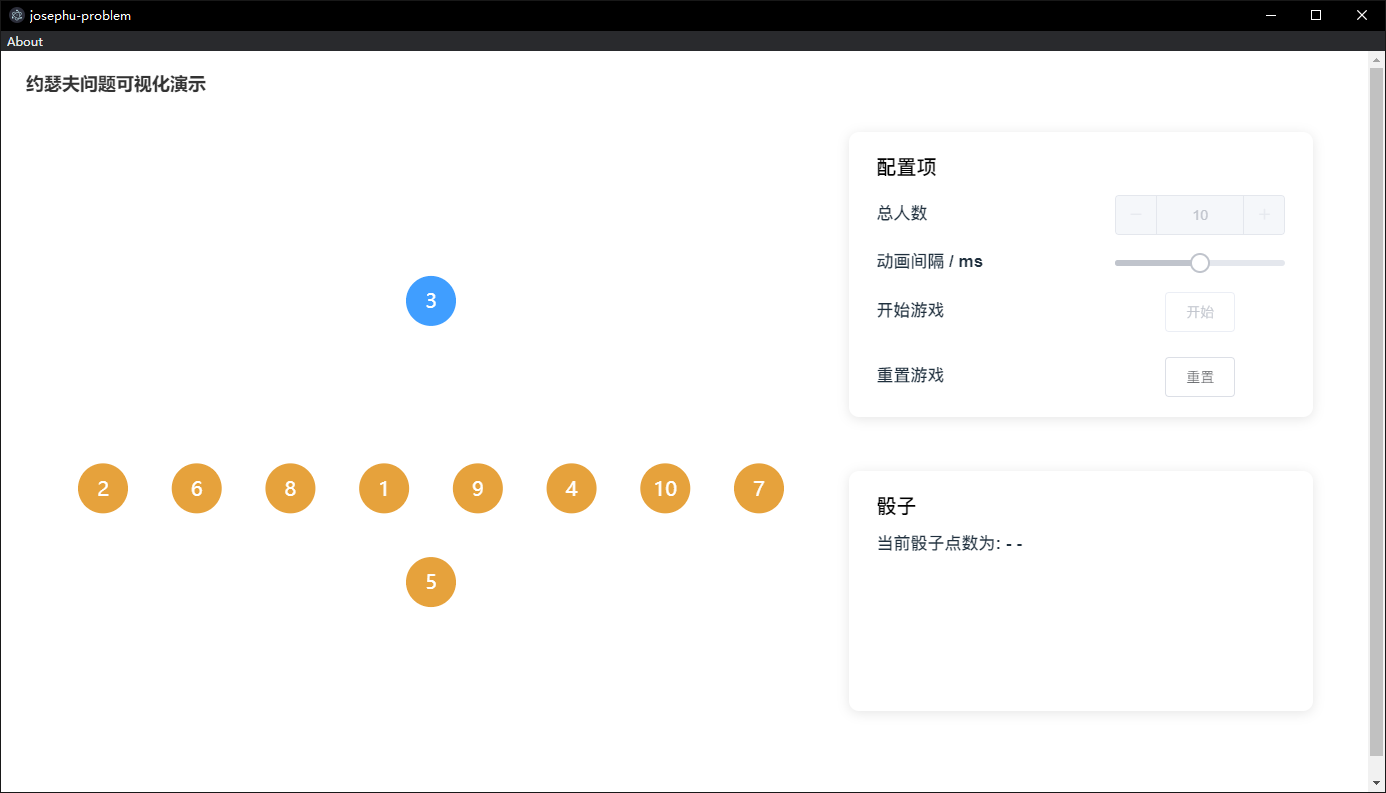 josephu-problem
About
约瑟夫问题可视化演示
3
2 6 8 1 9 4 10 7
5
配置项
总人数 10
动画间隔 / ms
开始游戏 开始
重置游戏 重置
骰子
当前骰子点数为: - -